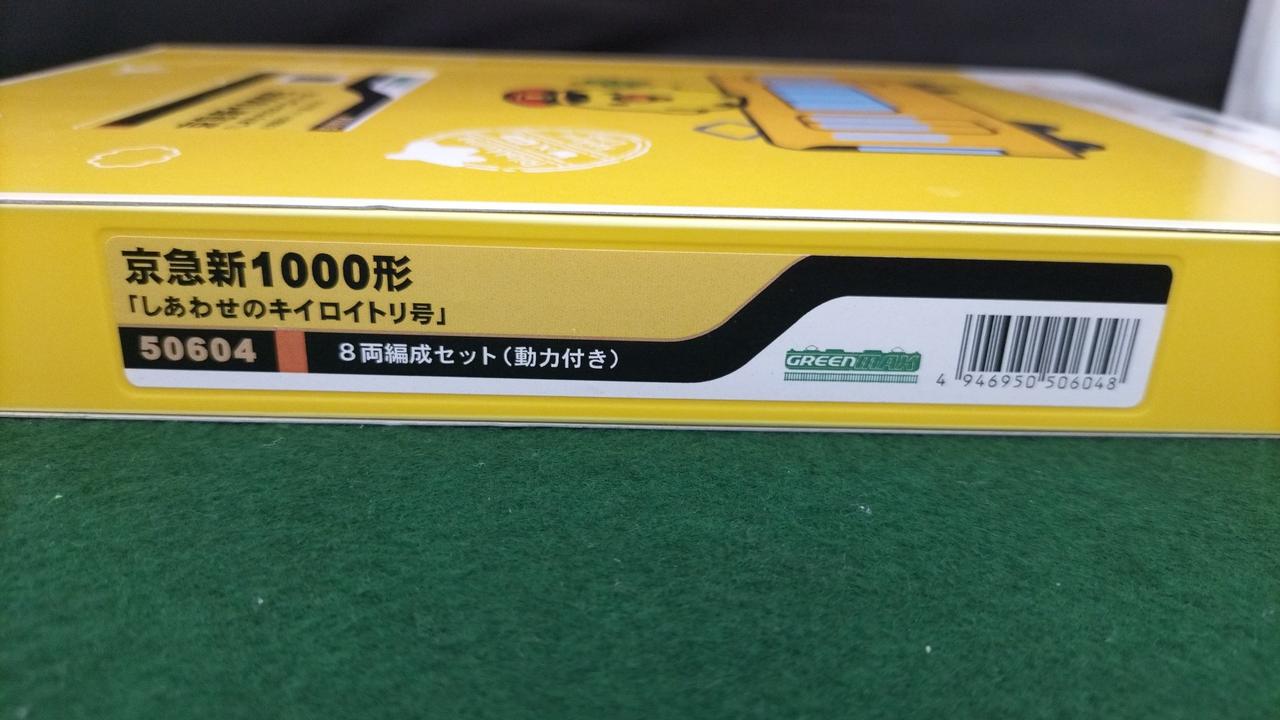 京急新1000形
「しあわせのキイロイトリ号」
50604
8両編成セット(動力付き)
GREENMAX
4 946950 506048